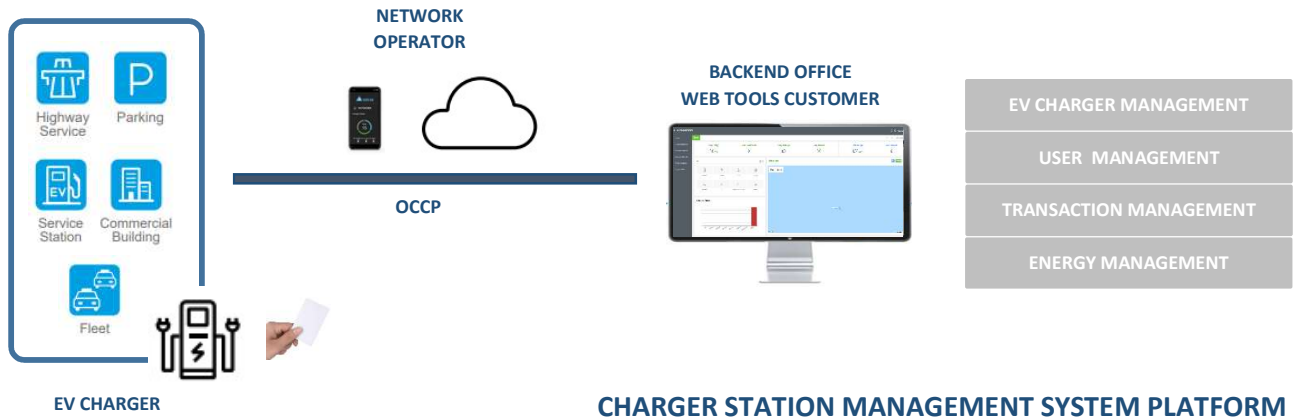 NETWORK
OPERATOR
Highway
Service
Parking
Service
Station
Commercial
Building
Fleet
EV
P
EV CHARGER
OCCP
BACKEND OFFICE
WEB TOOLS CUSTOMER
EV CHARGER MANAGEMENT
USER MANAGEMENT
TRANSACTION MANAGEMENT
ENERGY MANAGEMENT
CHARGER STATION MANAGEMENT SYSTEM PLATFORM